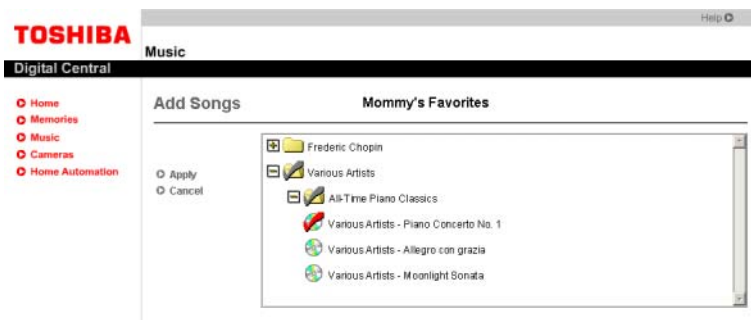 Help
TOSHIBA
Music
Digital Central
Home
Memories
Music
Cameras
Home Automation
Add Songs
Mommy's Favorites
Apply
Cancel
Frederic Chopin
Various Artists
All-Time Piano Classics
Various Artists - Piano Concerto No. 1
Various Artists - Allegro con grazia
Various Artists - Moonlight Sonata